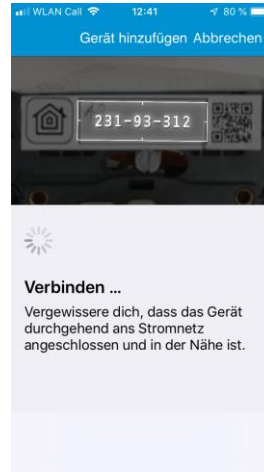 WLAN Call 12:41 80 %
Gerät hinzufügen Abbrechen
231-93-312
Verbinden ...
Vergewissere dich, dass das Gerät
durchgehend ans Stromnetz
angeschlossen und in der Nähe ist.